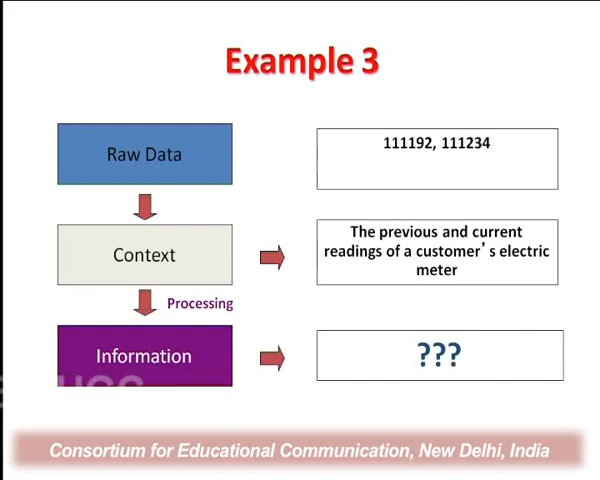 Example 3
Raw Data
111192, 111234
Context
The previous and current
readings of a customer's electric
meter
Processing
Information
???
Consortium for Educational Communication, New Delhi, India